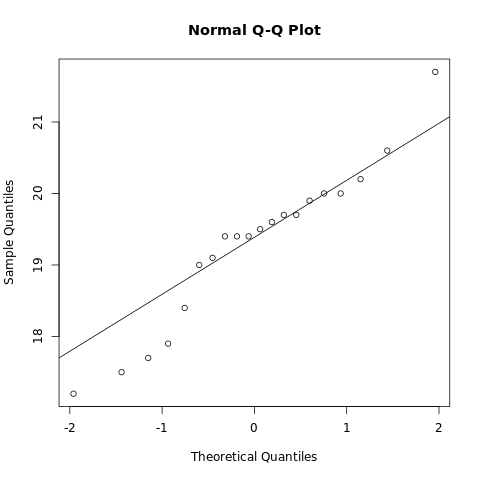 Normal Q-Q Plot
Sample Quantiles
21
20
19
18
-2 -1 0 1 2
Theoretical Quantiles